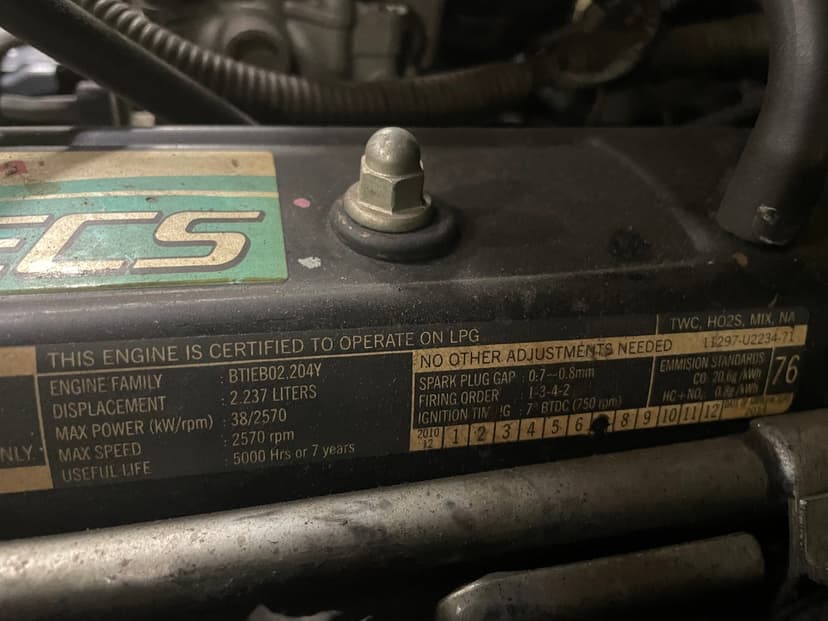 ECS
THIS ENGINE IS CERTIFIED TO OPERATE ON LPG
ENGINE FAMILY : BTIEB02.204Y
DISPLACEMENT : 2.237 LITERS
MAX POWER (kW/rpm) : 38/2570
MAX SPEED : 2570 rpm
USEFUL LIFE : 5000 Hrs or 7 years
NLY.
TWC, HO2S, MIX, NA
NO OTHER ADJUSTMENTS NEEDED
11297-U2234-71
SPARK PLUG GAP : 0.7~0.8mm
FIRING ORDER : 1-3-4-2
IGNITION TIM G : 7° BTDC (750 rpm)
EMMISION STANDARDS
CO 20.6g/kWh
HC+NOx 0.8g/kWh
76
2010 12 1 2 3 4 5 6 8 9 10 11 12